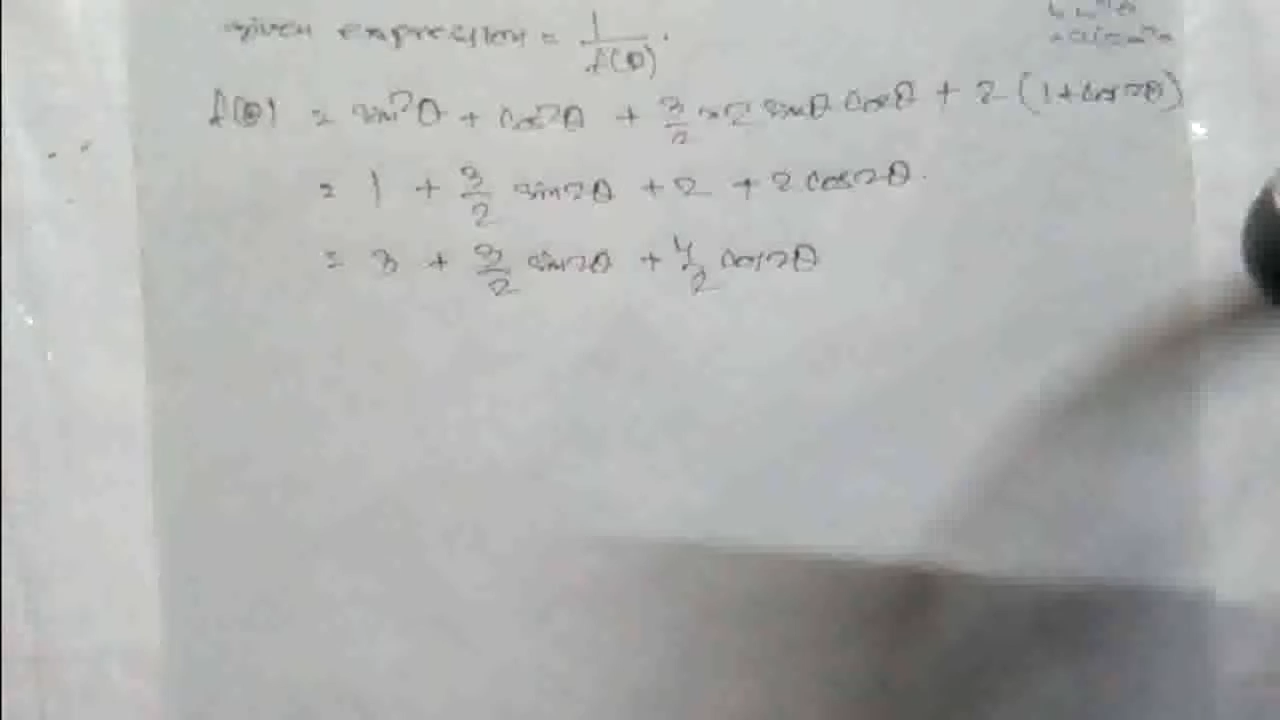 given expression = 1/f(θ).
f(θ) = sin²θ + cos²θ + 3/2 × 2 sinθ cosθ + 2 (1 + cos2θ)
= 1 + 3/2 sin2θ + 2 + 2 cos2θ.
= 3 + 3/2 sin2θ + 4/2 cos2θ